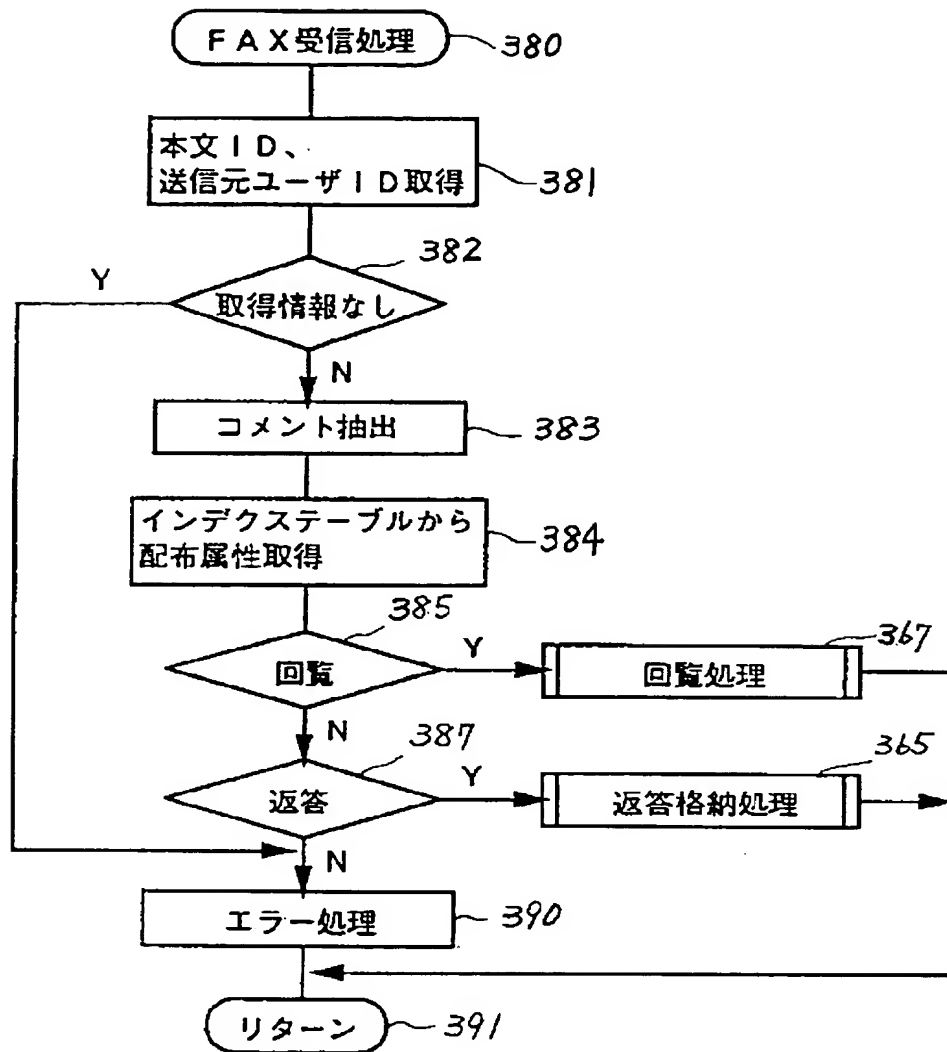 FAX受信処理
380
本文ID、
送信元ユーザID取得
381
382
Y
取得情報なし
N
コメント抽出
383
インデクステーブルから
配布属性取得
384
385
回覧
Y
367
回覧処理
N
387
返答
Y
365
返答格納処理
N
エラー処理
390
リターン
391